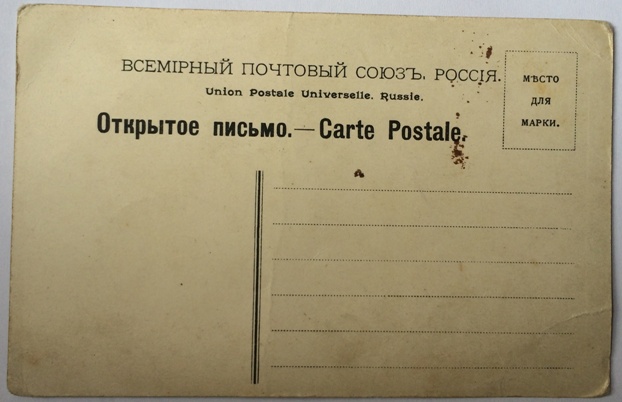 ВСЕМІРНЫЙ ПОЧТОВЫЙ СОЮЗЪ. РОССІЯ.
Union Postale Universelle. Russie.
Открытое письмо.—Carte Postale.
МѢСТО
ДЛЯ
МАРКИ.